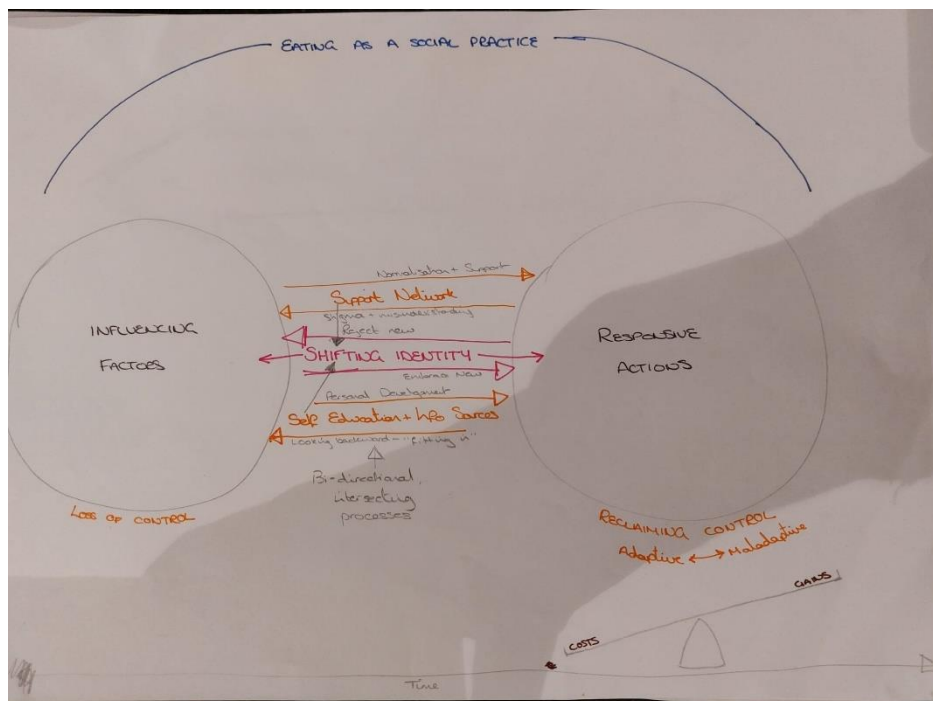 EATING AS A SOCIAL PRACTICE
Normalisation + Support
Support Network
Stigma + misunderstanding
Reject new
INFLUENCING
FACTORS
SHIFTING IDENTITY
RESPONSIVE
ACTIONS
Embrace New
Personal Development
Self Education + Info Sources
Looking backward - "fitting in"
Bi-directional,
intersecting
processes
LOSS OF CONTROL
RECLAIMING CONTROL
Adaptive Maladaptive
GAINS
COSTS
Time